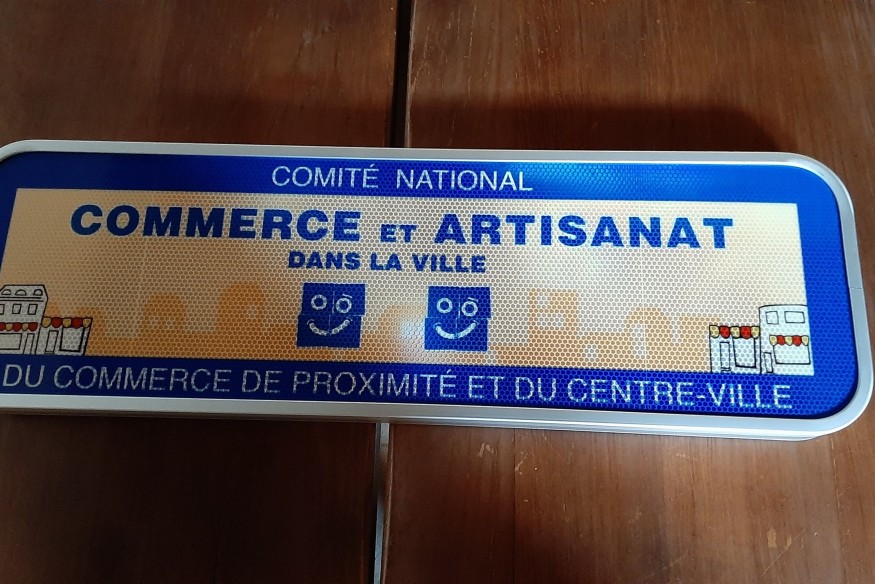 COMITÉ NATIONAL
COMMERCE ET ARTISANAT
DANS LA VILLE
DU COMMERCE DE PROXIMITÉ ET DU CENTRE-VILLE